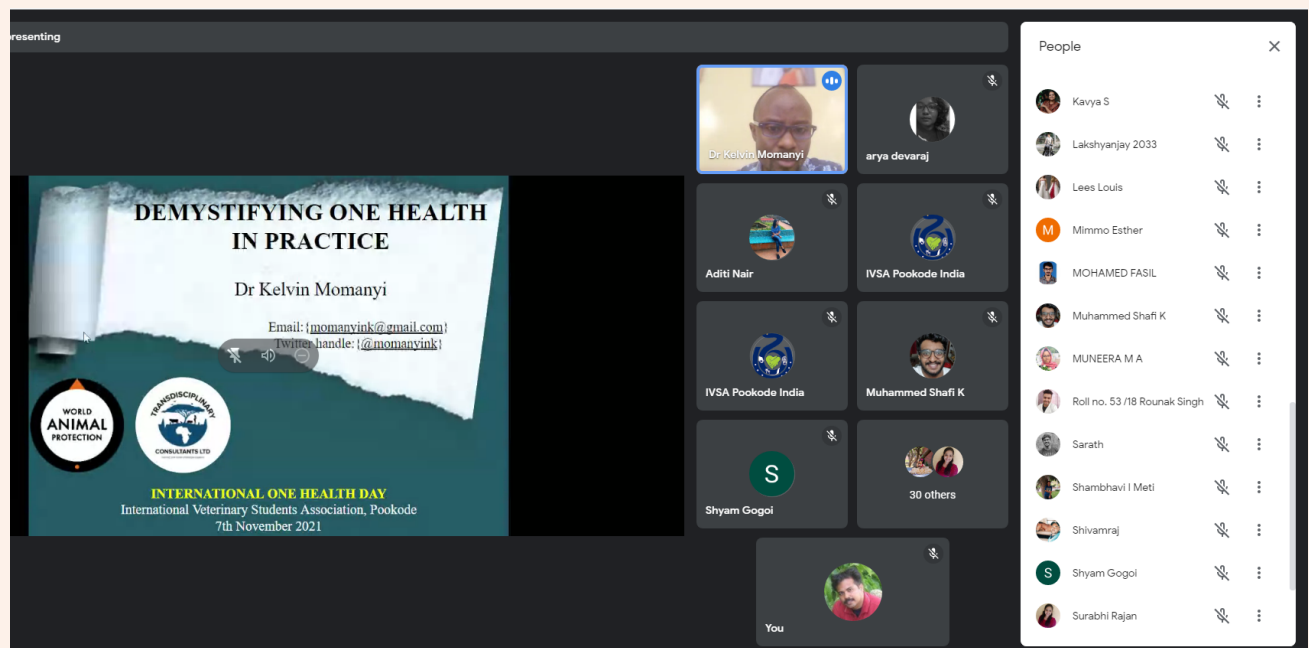 presenting
DEMYSTIFYING ONE HEALTH
IN PRACTICE
Dr Kelvin Momanyi
Email: {momanyink@gmail.com}
Twitter handle: {@momanyink}
WORLD
ANIMAL
PROTECTION
TRANSDISCIPLINARY
CONSULTANTS LTD
INTERNATIONAL ONE HEALTH DAY
International Veterinary Students Association, Pookode
7th November 2021
Dr Kelvin Momanyi
arya devaraj
Aditi Nair
IVSA Pookode India
IVSA Pookode India
Muhammed Shafi K
S
Shyam Gogoi
30 others
You
People
Kavya S
Lakshyanjay 2033
Lees Louis
M
Mimmo Esther
MOHAMED FASIL
Muhammed Shafi K
MUNEERA M A
Roll no. 53 /18 Rounak Singh
Sarath
Shambhavi I Meti
Shivamraj
S
Shyam Gogoi
Surabhi Rajan